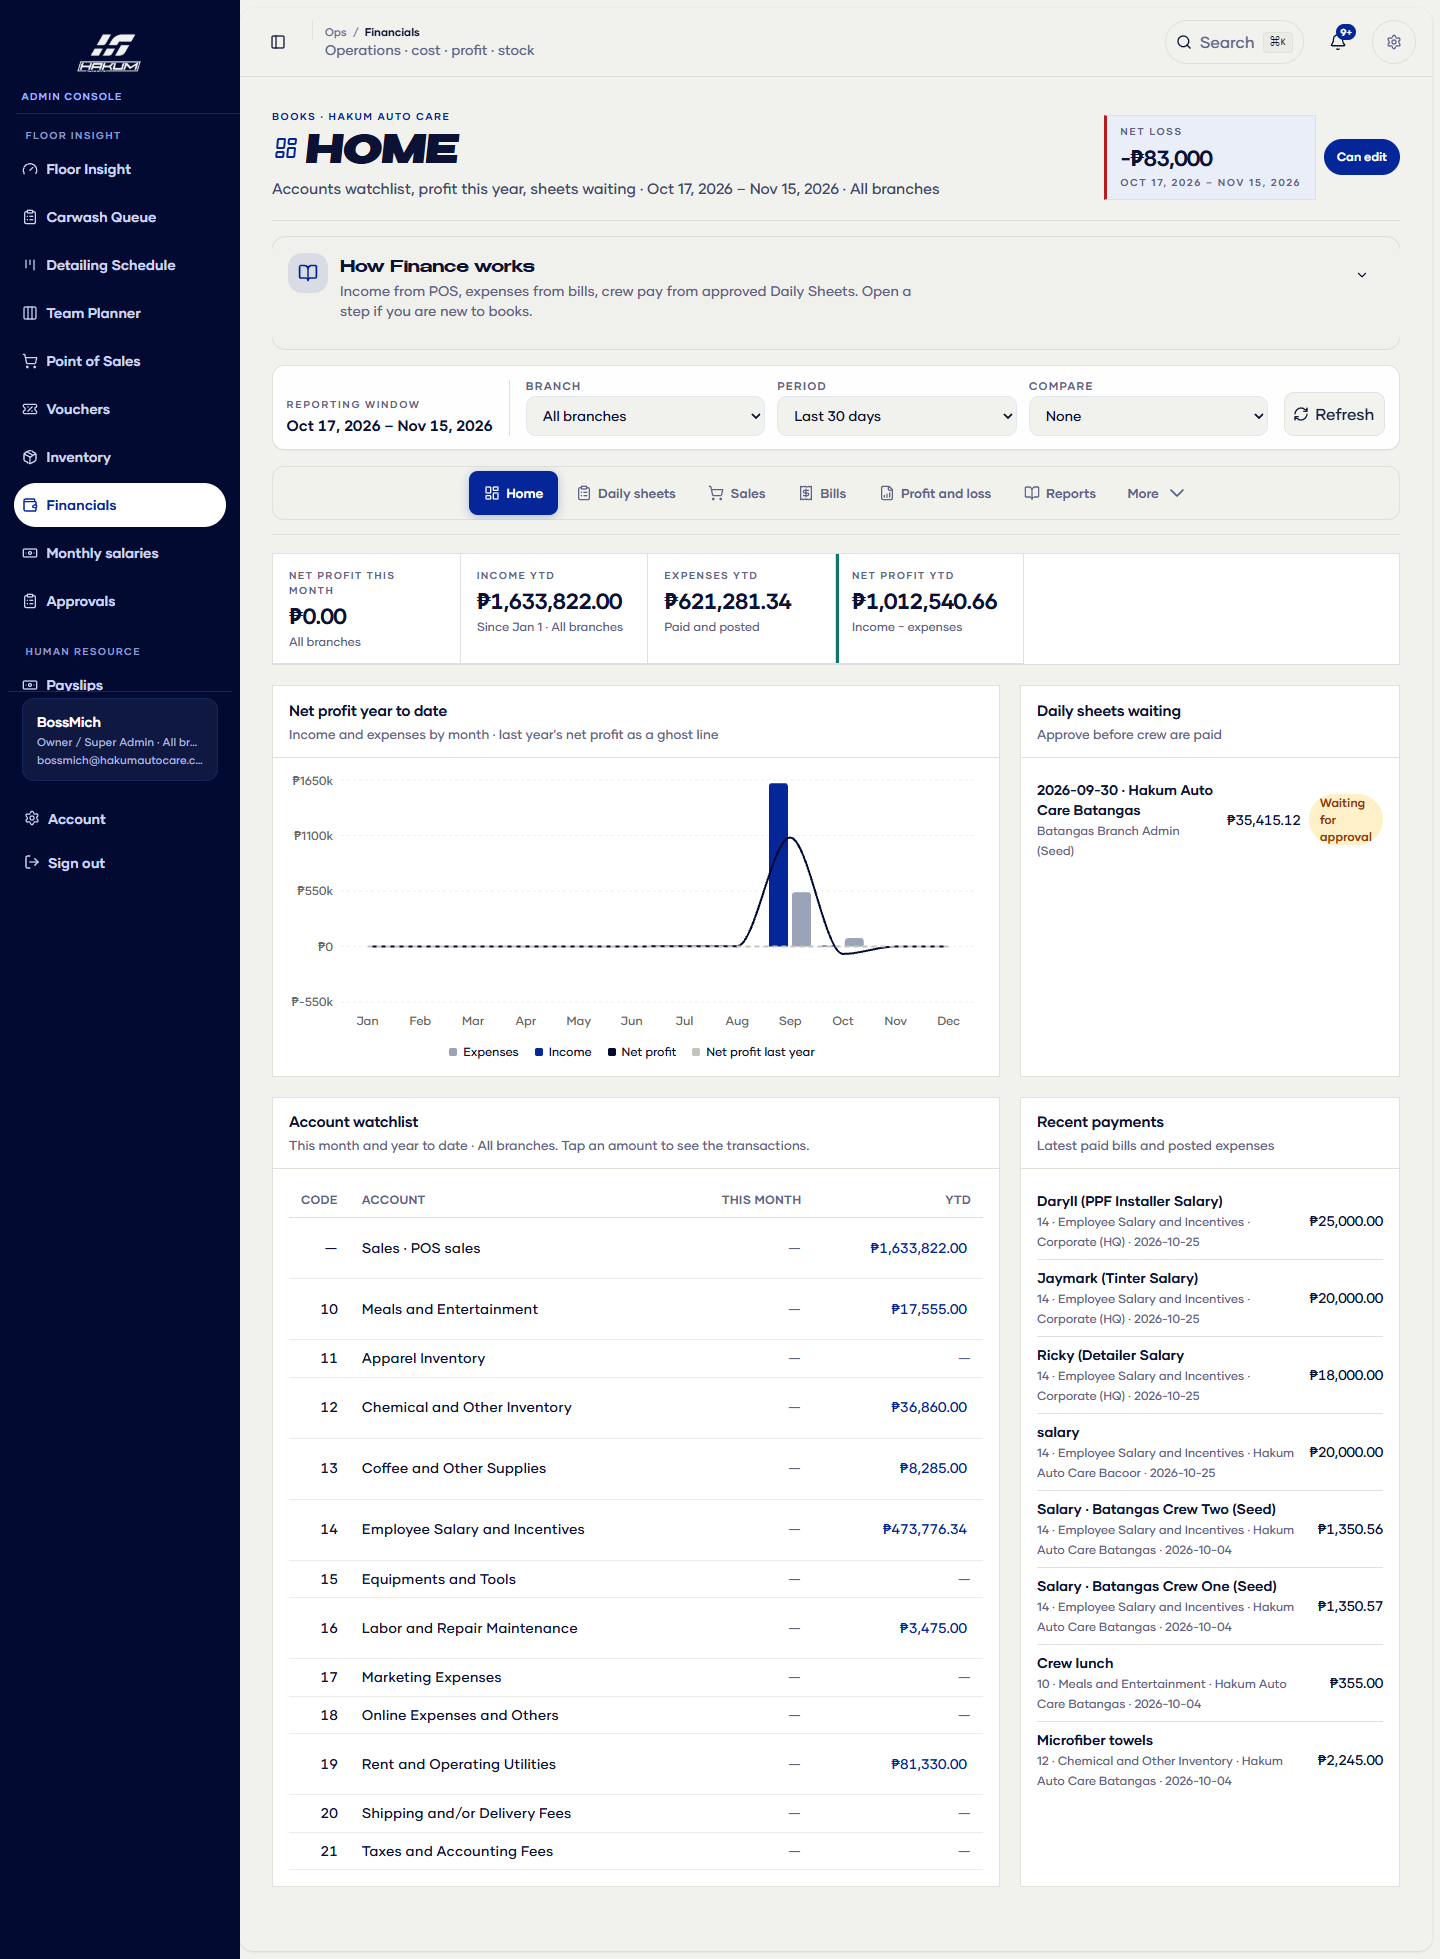 HAKUM
ADMIN CONSOLE
FLOOR INSIGHT
Floor Insight
Carwash Queue
Detailing Schedule
Team Planner
Point of Sales
Vouchers
Inventory
Financials
Monthly salaries
Approvals
HUMAN RESOURCE
Payslips
BossMich
Owner / Super Admin · All br...
bossmich@hakumautocare.c...
Account
Sign out
Ops / Financials
Operations · cost · profit · stock
Search ⌘K
9+
BOOKS · HAKUM AUTO CARE
HOME
Accounts watchlist, profit this year, sheets waiting · Oct 17, 2026 – Nov 15, 2026 · All branches
NET LOSS
-₱83,000
OCT 17, 2026 – NOV 15, 2026
Can edit
How Finance works
Income from POS, expenses from bills, crew pay from approved Daily Sheets. Open a
step if you are new to books.
REPORTING WINDOW
Oct 17, 2026 – Nov 15, 2026
BRANCH
All branches
PERIOD
Last 30 days
COMPARE
None
Refresh
Home
Daily sheets
Sales
Bills
Profit and loss
Reports
More
NET PROFIT THIS
MONTH
₱0.00
All branches
INCOME YTD
₱1,633,822.00
Since Jan 1 · All branches
EXPENSES YTD
₱621,281.34
Paid and posted
NET PROFIT YTD
₱1,012,540.66
Income − expenses
Net profit year to date
Income and expenses by month · last year's net profit as a ghost line
₱1650k
₱1100k
₱550k
₱0
₱-550k
Jan Feb Mar Apr May Jun Jul Aug Sep Oct Nov Dec
Expenses Income Net profit Net profit last year
Daily sheets waiting
Approve before crew are paid
2026-09-30 · Hakum Auto
Care Batangas
Batangas Branch Admin
(Seed)
₱35,415.12
Waiting
for
approval
Account watchlist
This month and year to date · All branches. Tap an amount to see the transactions.
CODE ACCOUNT THIS MONTH YTD
— Sales · POS sales — ₱1,633,822.00
10 Meals and Entertainment — ₱17,555.00
11 Apparel Inventory — —
12 Chemical and Other Inventory — ₱36,860.00
13 Coffee and Other Supplies — ₱8,285.00
14 Employee Salary and Incentives — ₱473,776.34
15 Equipments and Tools — —
16 Labor and Repair Maintenance — ₱3,475.00
17 Marketing Expenses — —
18 Online Expenses and Others — —
19 Rent and Operating Utilities — ₱81,330.00
20 Shipping and/or Delivery Fees — —
21 Taxes and Accounting Fees — —
Recent payments
Latest paid bills and posted expenses
Daryll (PPF Installer Salary)
14 · Employee Salary and Incentives ·
Corporate (HQ) · 2026-10-25
₱25,000.00
Jaymark (Tinter Salary)
14 · Employee Salary and Incentives ·
Corporate (HQ) · 2026-10-25
₱20,000.00
Ricky (Detailer Salary
14 · Employee Salary and Incentives ·
Corporate (HQ) · 2026-10-25
₱18,000.00
salary
14 · Employee Salary and Incentives · Hakum
Auto Care Bacoor · 2026-10-25
₱20,000.00
Salary · Batangas Crew Two (Seed)
14 · Employee Salary and Incentives · Hakum
Auto Care Batangas · 2026-10-04
₱1,350.56
Salary · Batangas Crew One (Seed)
14 · Employee Salary and Incentives · Hakum
Auto Care Batangas · 2026-10-04
₱1,350.57
Crew lunch
10 · Meals and Entertainment · Hakum Auto
Care Batangas · 2026-10-04
₱355.00
Microfiber towels
12 · Chemical and Other Inventory · Hakum
Auto Care Batangas · 2026-10-04
₱2,245.00